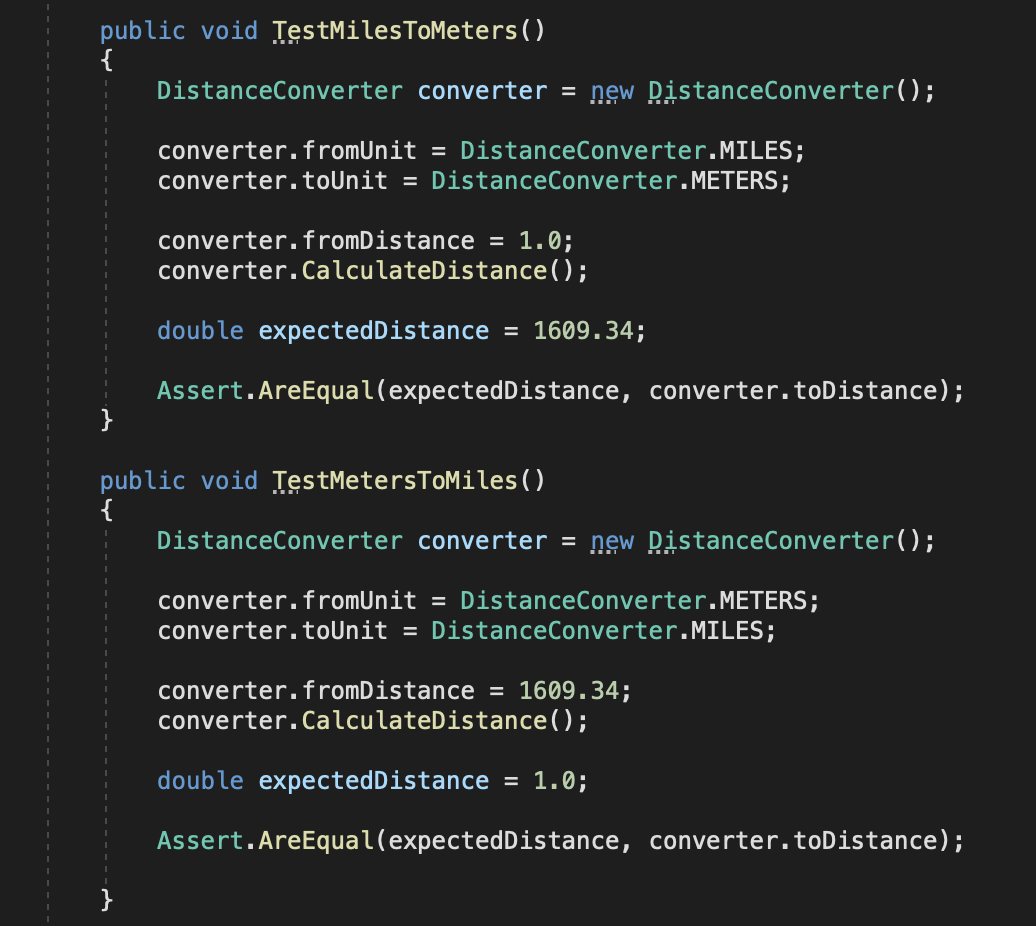 public void TestMilesToMeters()
{
DistanceConverter converter = new DistanceConverter();
converter.fromUnit = DistanceConverter.MILES;
converter.toUnit = DistanceConverter.METERS;
converter.fromDistance = 1.0;
converter.CalculateDistance();
double expectedDistance = 1609.34;
Assert.AreEqual(expectedDistance, converter.toDistance);
}
public void TestMetersToMiles()
{
DistanceConverter converter = new DistanceConverter();
converter.fromUnit = DistanceConverter.METERS;
converter.toUnit = DistanceConverter.MILES;
converter.fromDistance = 1609.34;
converter.CalculateDistance();
double expectedDistance = 1.0;
Assert.AreEqual(expectedDistance, converter.toDistance);
}